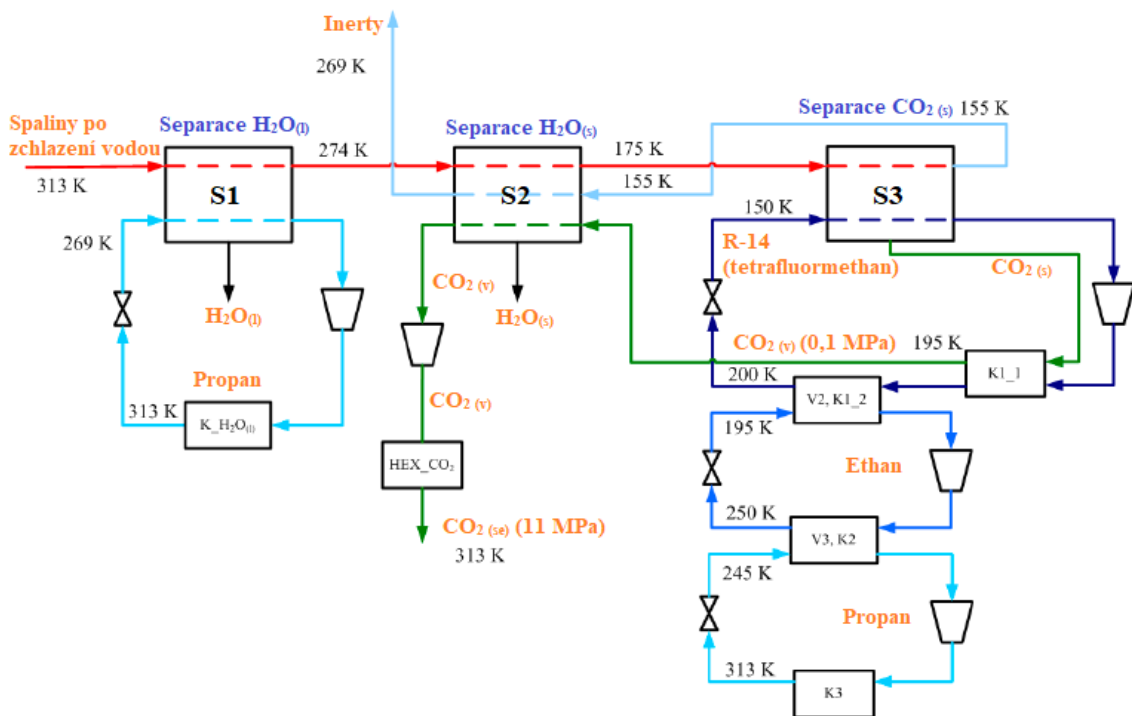 Inerty
269 K
Spaliny po
zchlazení vodou
313 K
Separace H₂O(l)
274 K
Separace H₂O(s)
175 K
Separace CO₂ (s)
155 K
S1
S2
S3
155 K
150 K
269 K
R-14
(tetrafluormethan)
CO₂ (s)
H₂O(l)
CO₂ (v)
H₂O(s)
CO₂ (v) (0,1 MPa)
195 K
K1_1
200 K
V2, K1_2
Propan
313 K
K_H₂O(l)
CO₂ (v)
195 K
Ethan
HEX_CO₂
250 K
V3, K2
CO₂ (se) (11 MPa)
313 K
245 K
Propan
313 K
K3